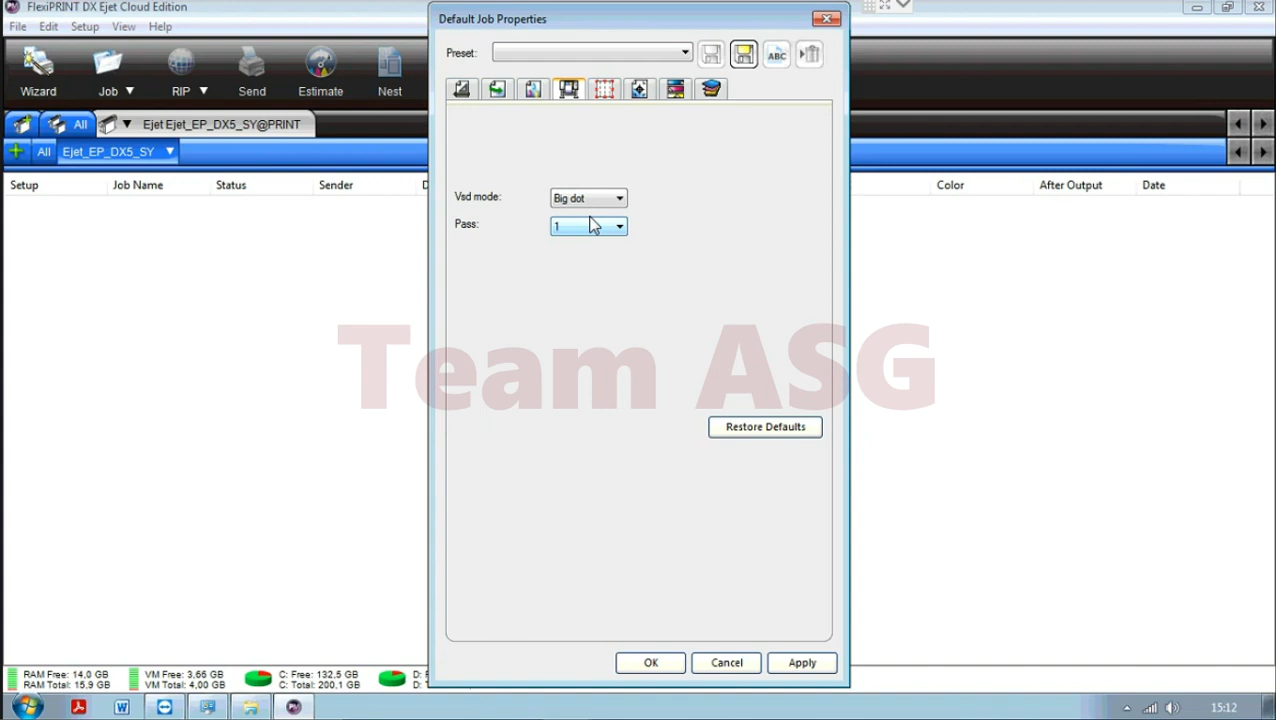 FlexiPRINT DX Ejet Cloud Edition
File Edit Setup View Help
Wizard Job RIP Send Estimate Nest
All Ejet Ejet_EP_DX5_SY@PRINT
All Ejet_EP_DX5_SY
Setup Job Name Status Sender D Color After Output Date
Default Job Properties
Preset:
ABC
Vsd mode: Big dot
Pass: 1
Team ASG
Restore Defaults
OK Cancel Apply
RAM Free: 14,0 GB VM Free: 3,66 GB C: Free: 132,5 GB D: F
RAM Total: 15,9 GB VM Total: 4,00 GB C: Total: 200,1 GB D: T
15:12